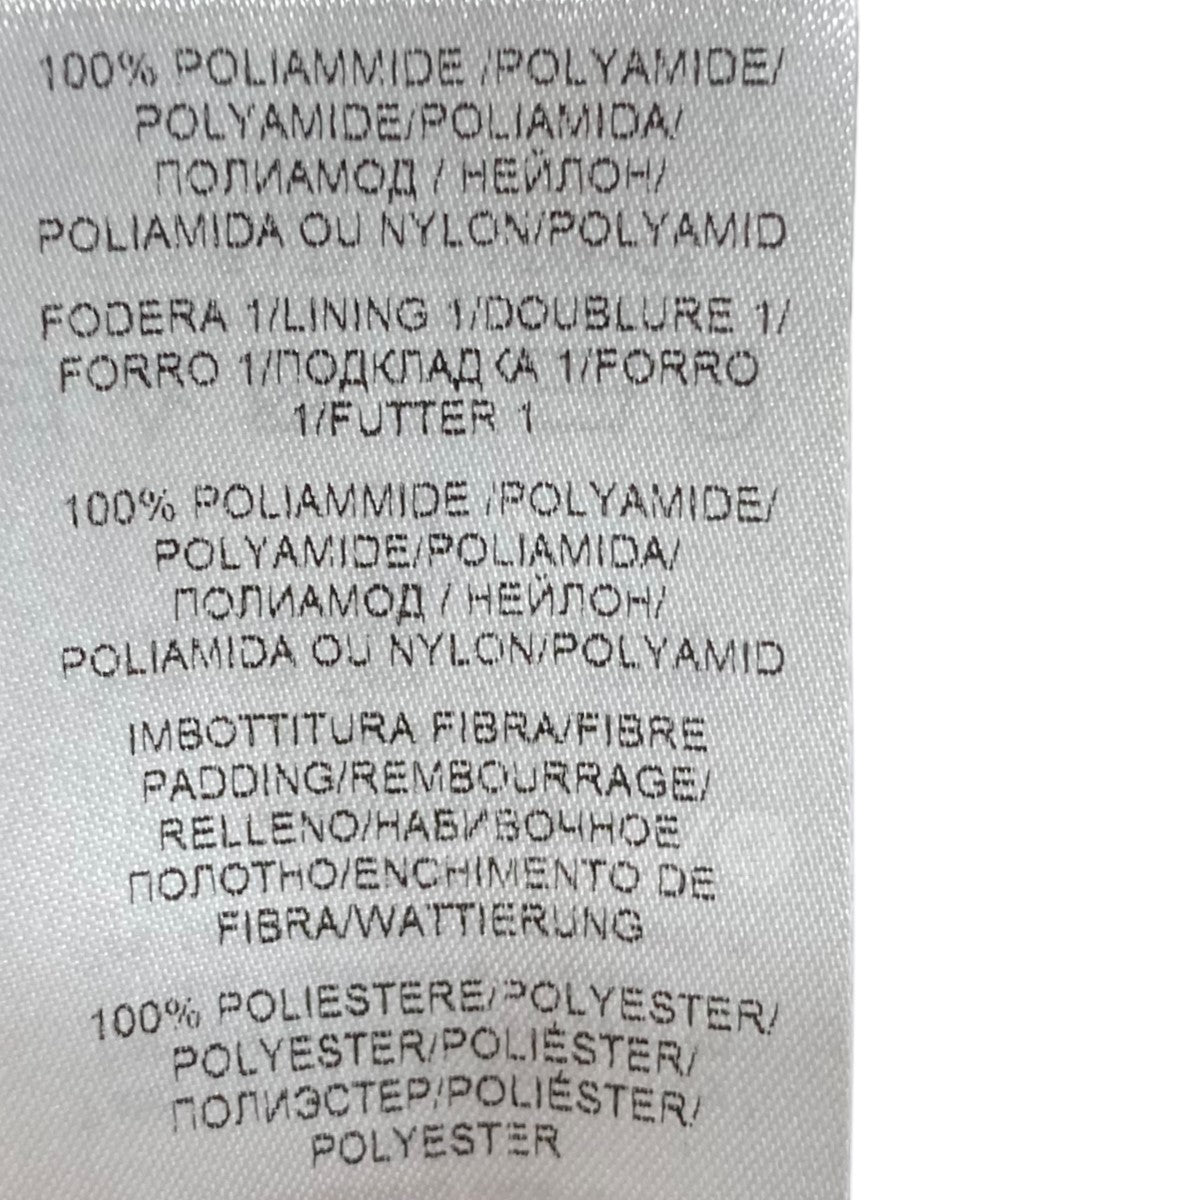 100% POLIAMMIDE /POLYAMIDE/
POLYAMIDE/POLIAMIDA/
ПОЛИАМОД / НЕЙЛОН/
POLIAMIDA OU NYLON/POLYAMID
FODERA 1/LINING 1/DOUBLURE 1/
FORRO 1/ПОДКЛАДКА 1/FORRO
1/FUTTER 1
100% POLIAMMIDE /POLYAMIDE/
POLYAMIDE/POLIAMIDA/
ПОЛИАМОД / НЕЙЛОН/
POLIAMIDA OU NYLON/POLYAMID
IMBOTTITURA FIBRA/FIBRE
PADDING/REMBOURRAGE/
RELLENO/НАБИВОЧНОЕ
ПОЛОТНО/ENCHIMENTO DE
FIBRA/WATTIERUNG
100% POLIESTERE/POLYESTER/
POLYESTER/POLIÉSTER/
ПОЛИЭСТЕР/POLIÉSTER/
POLYESTER